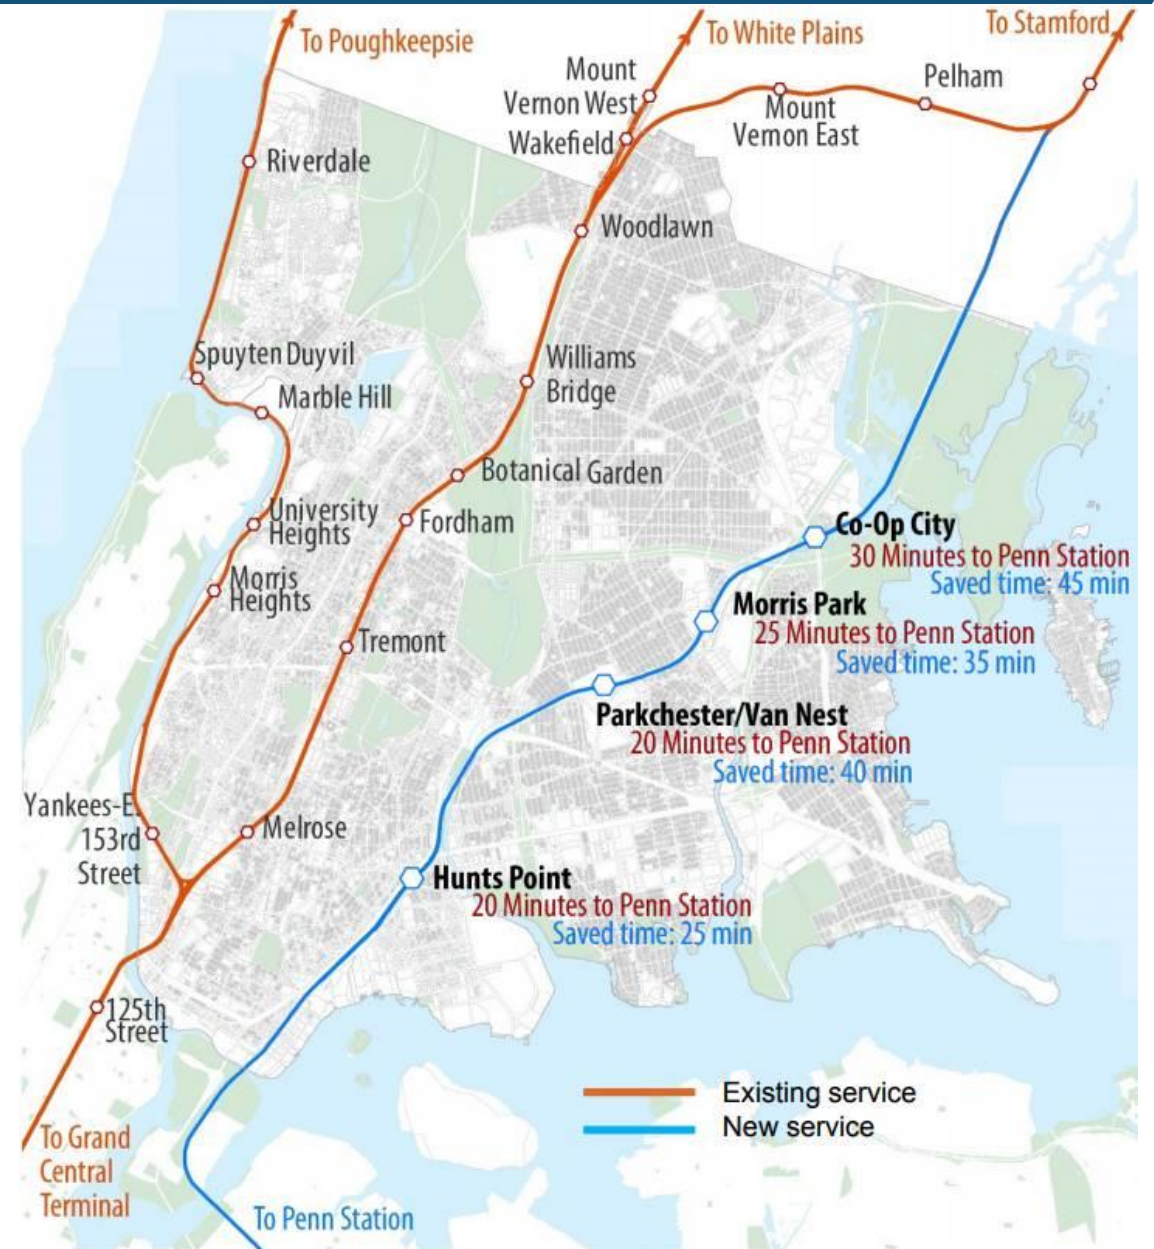 To Poughkeepsie
To White Plains
To Stamford
Mount
Vernon West
Wakefield
Pelham
Mount
Vernon East
Riverdale
Woodlawn
Spuyten Duyvil
Marble Hill
Williams
Bridge
Botanical Garden
University
Heights
Fordham
Co-Op City
30 Minutes to Penn Station
Saved time: 45 min
Morris
Heights
Morris Park
25 Minutes to Penn Station
Saved time: 35 min
Tremont
Parkchester/Van Nest
20 Minutes to Penn Station
Saved time: 40 min
Yankees-E.
153rd
Street
Melrose
Hunts Point
20 Minutes to Penn Station
Saved time: 25 min
125th
Street
Existing service
New service
To Grand
Central
Terminal
To Penn Station